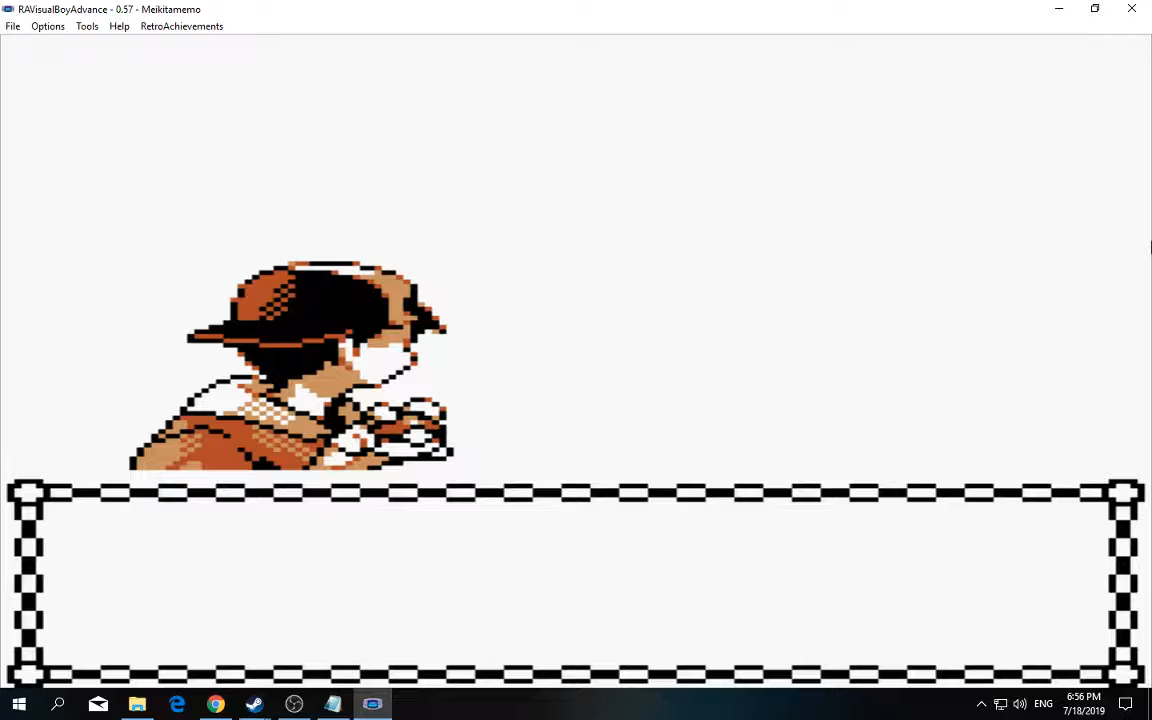 RAVisualBoyAdvance - 0.57 - Meikitamemo
File Options Tools Help RetroAchievements
ENG
6:56 PM
7/18/2019